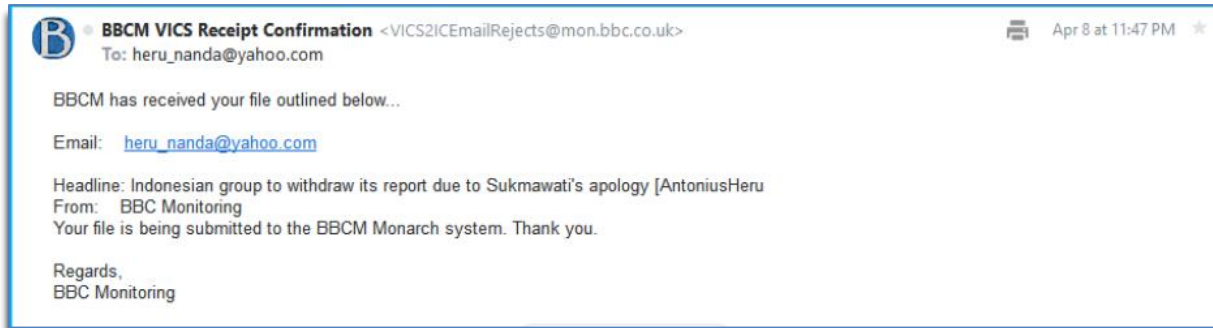 B
BBCM VICS Receipt Confirmation <VICS2ICEmailRejects@mon.bbc.co.uk> Apr 8 at 11:47 PM
To: heru_nanda@yahoo.com
BBCM has received your file outlined below...
Email: heru_nanda@yahoo.com
Headline: Indonesian group to withdraw its report due to Sukmawati's apology [AntoniusHeru
From: BBC Monitoring
Your file is being submitted to the BBCM Monarch system. Thank you.
Regards,
BBC Monitoring